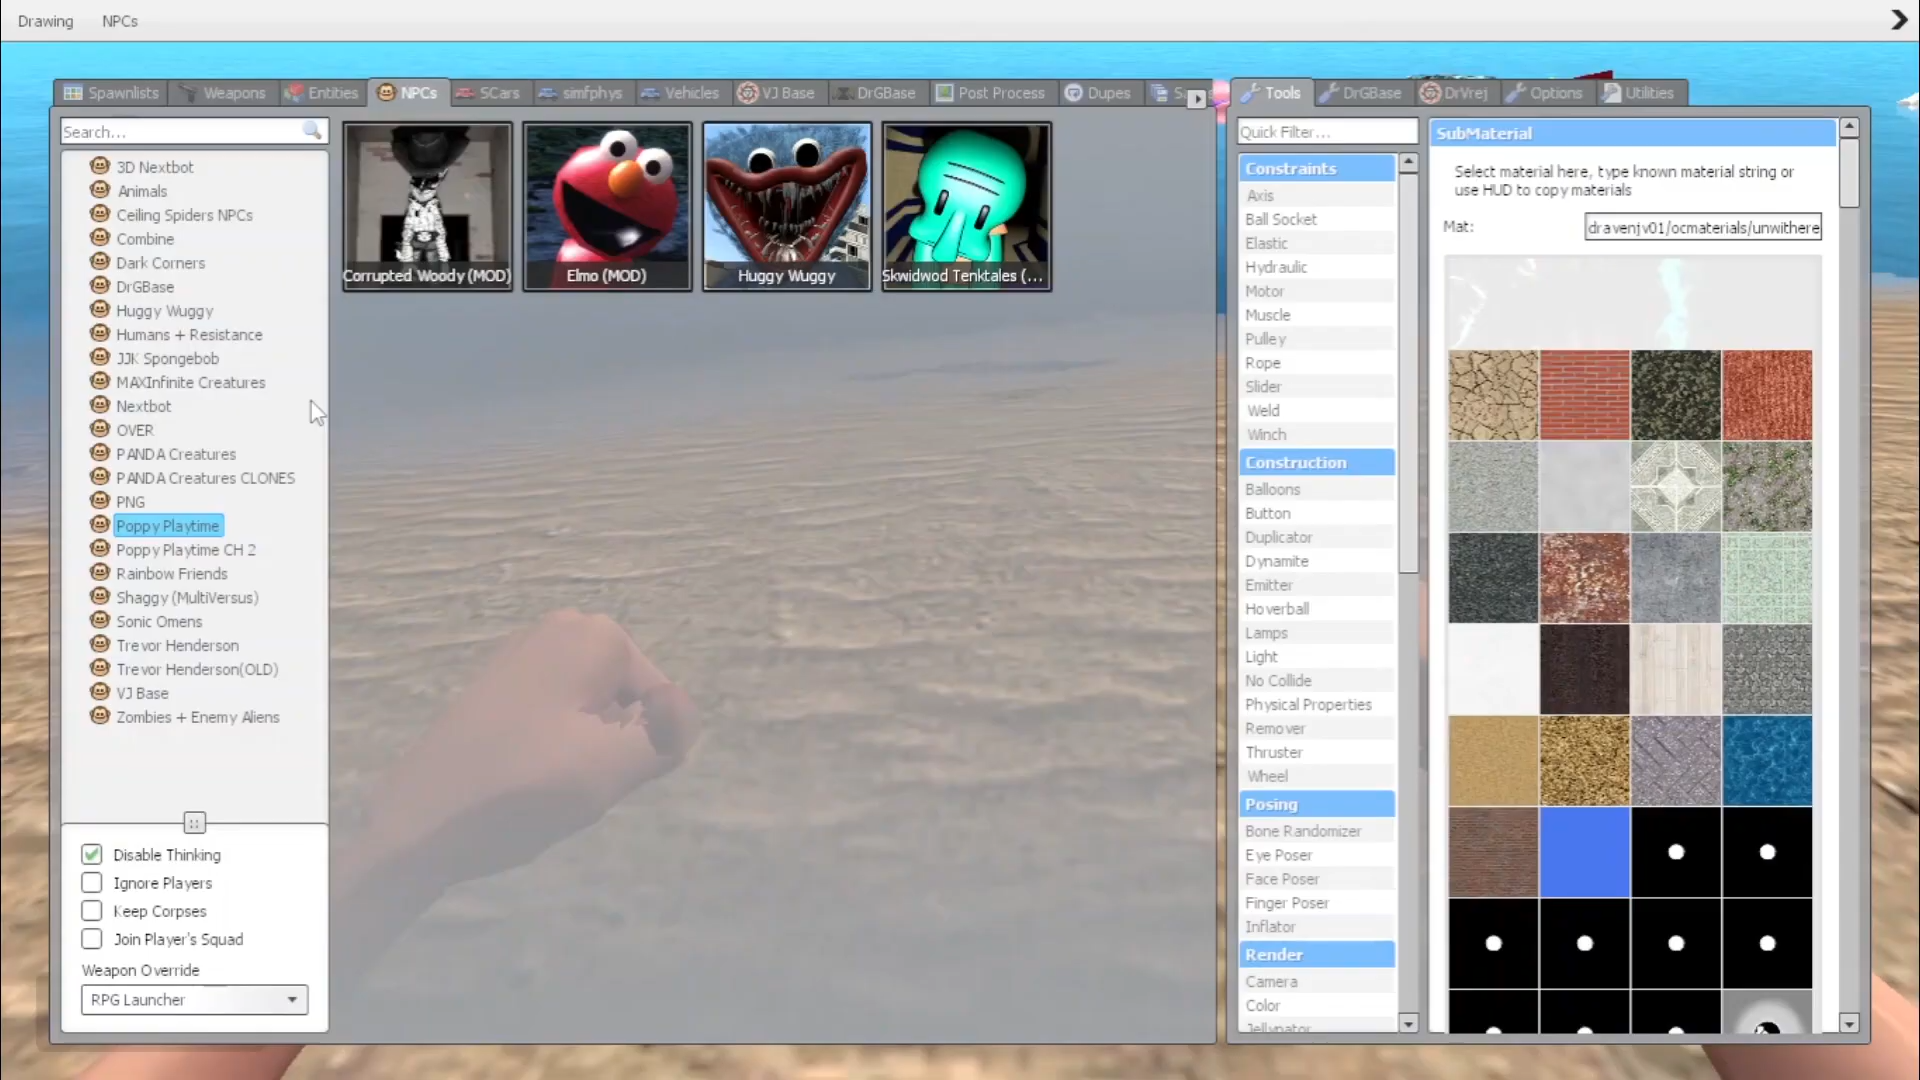 Drawing NPCs
Spawnlists Weapons Entities NPCs SCars simfphys Vehicles VJ Base DrGBase Post Process Dupes
Search...
3D Nextbot
Animals
Ceiling Spiders NPCs
Combine
Dark Corners
DrGBase
Huggy Wuggy
Humans + Resistance
JJK Spongebob
MAXInfinite Creatures
Nextbot
OVER
PANDA Creatures
PANDA Creatures CLONES
PNG
Poppy Playtime
Poppy Playtime CH 2
Rainbow Friends
Shaggy (MultiVersus)
Sonic Omens
Trevor Henderson
Trevor Henderson(OLD)
VJ Base
Zombies + Enemy Aliens
Disable Thinking
Ignore Players
Keep Corpses
Join Player's Squad
Weapon Override
RPG Launcher
Corrupted Woody (MOD) Elmo (MOD) Huggy Wuggy Skwidwod Tenktales (...
Tools DrGBase DrVrej Options Utilities
Quick Filter...
Constraints
Axis
Ball Socket
Elastic
Hydraulic
Motor
Muscle
Pulley
Rope
Slider
Weld
Winch
Construction
Balloons
Button
Duplicator
Dynamite
Emitter
Hoverball
Lamps
Light
No Collide
Physical Properties
Remover
Thruster
Wheel
Posing
Bone Randomizer
Eye Poser
Face Poser
Finger Poser
Inflator
Render
Camera
Color
SubMaterial
Select material here, type known material string or
use HUD to copy materials
Mat: dravenjv01/ocmaterials/unwithere